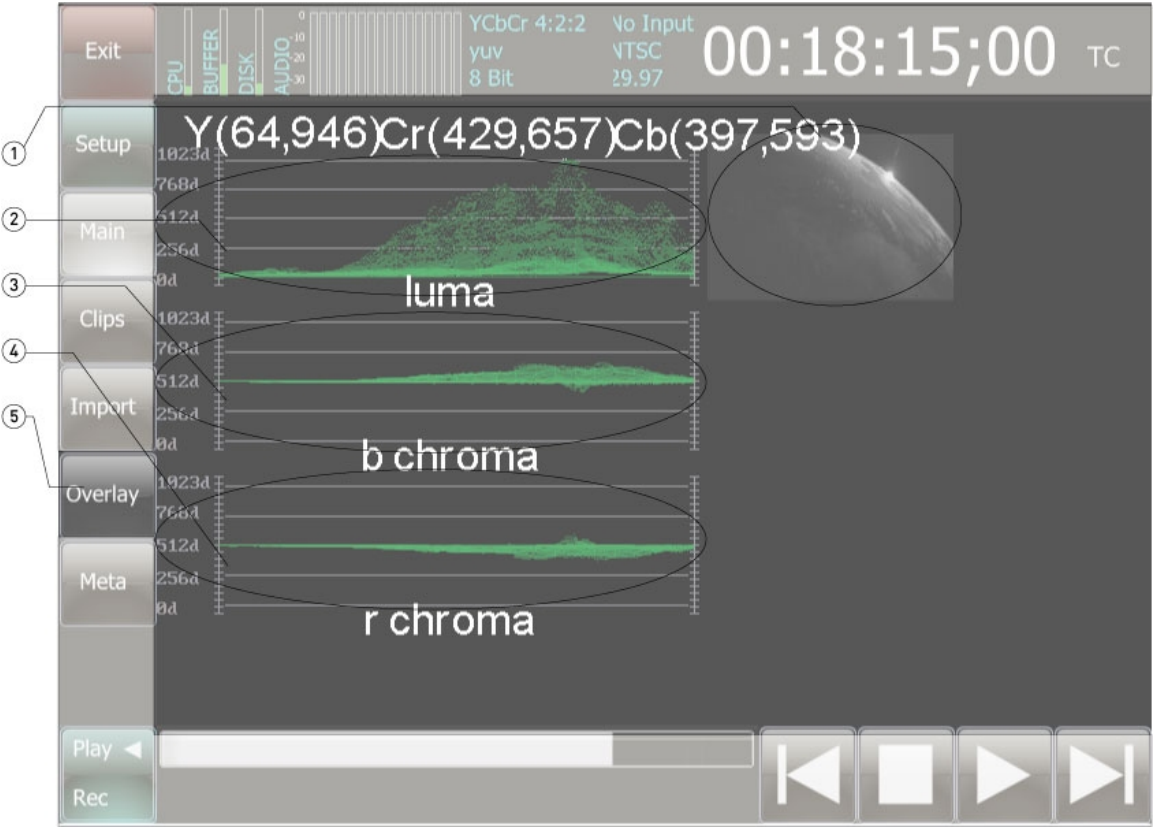 Exit
CPU
BUFFER
DISK
AUDIO
0
-10
-20
-30
YCbCr 4:2:2
yuv
8 Bit
No Input
NTSC
29.97
00:18:15;00 TC
1
2
3
4
5
Setup
Main
Clips
Import
Overlay
Meta
Y(64,946)Cr(429,657)Cb(397,593)
1023d
768d
512d
256d
0d
luma
1023d
768d
512d
256d
0d
b chroma
1023d
768d
512d
256d
0d
r chroma
Play
Rec